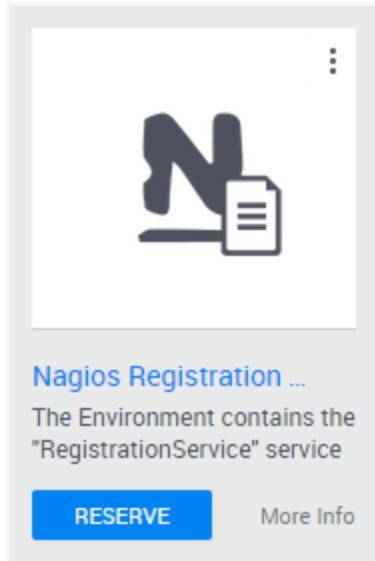 N
Nagios Registration ...
The Environment contains the
"RegistrationService" service
RESERVE
More Info